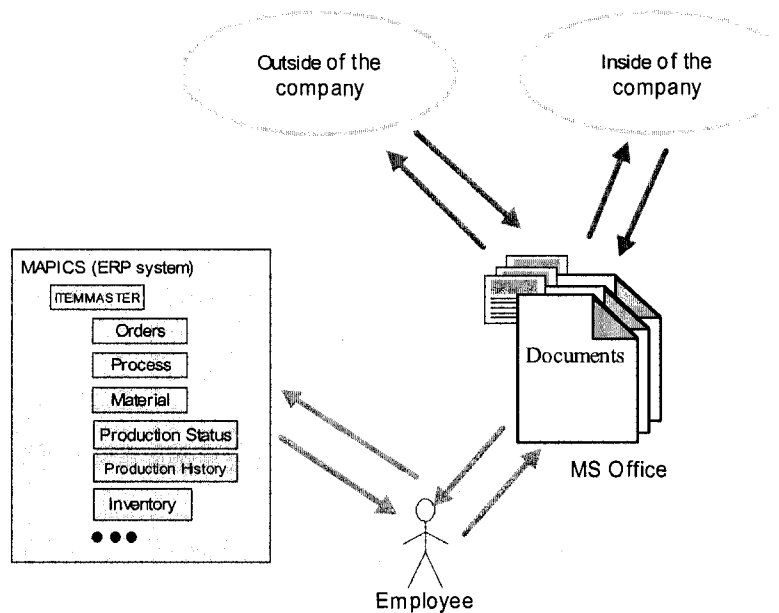 Outside of the
company
Inside of the
company
MAPICS (ERP system)
ITEMMASTER
Orders
Process
Material
Production Status
Production History
Inventory
Documents
MS Office
Employee